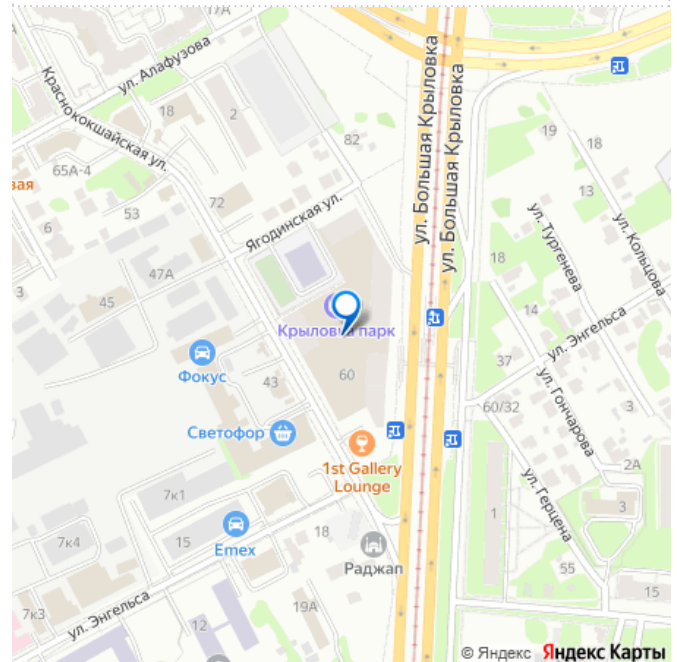 17А
ул. Алафузова
Краснококшайская ул.
18
2
82
65А-4
вая
72
53
6
Ягодинская ул.
ул. Большая Крыловка
ул. Большая Крыловка
19
18
13
ул. Кольцова
ул. Тургенева
18
47А
3
45
14
Крыловка парк
ул. Энгельса
Фокус
43
60
37
ул. Гончарова
60/32
3
Светофор
1st Gallery
Lounge
ул. Герцена
2А
7к1
3
1
18
15
Emex
7к4
Раджап
55
15
7к3
ул. Энгельса
19А
12
© Яндекс Яндекс Карты